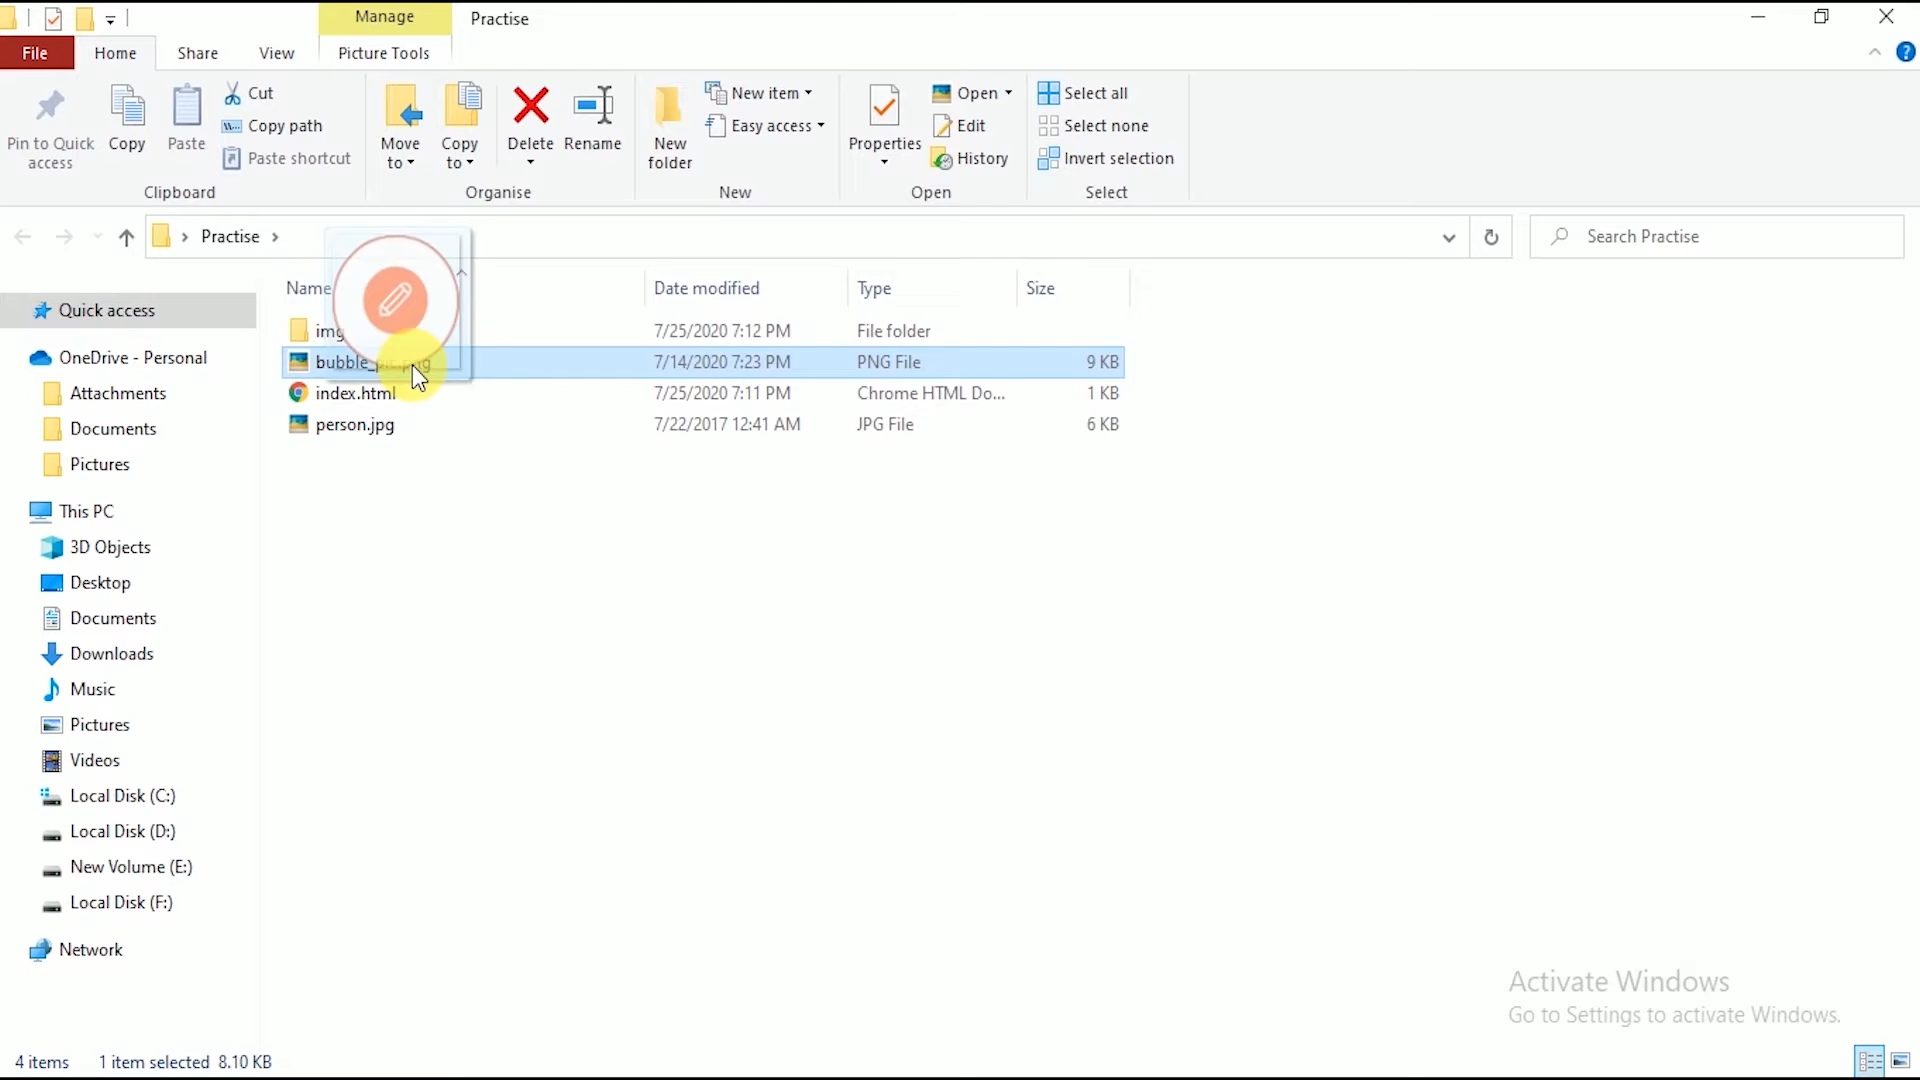 Manage
Practise
File
Home
Share
View
Picture Tools
Pin to Quick access
Copy
Paste
Cut
Copy path
Paste shortcut
Clipboard
Move to
Copy to
Delete
Rename
Organise
New folder
New item
Easy access
New
Properties
Open
Edit
History
Open
Select all
Select none
Invert selection
Select
Practise
Search Practise
Name
Date modified
Type
Size
img
7/25/2020 7:12 PM
File folder
7/14/2020 7:23 PM
PNG File
9 KB
index.html
7/25/2020 7:11 PM
Chrome HTML Do...
1 KB
person.jpg
7/22/2017 12:41 AM
JPG File
6 KB
Quick access
OneDrive - Personal
Attachments
Documents
Pictures
This PC
3D Objects
Desktop
Documents
Downloads
Music
Pictures
Videos
Local Disk (C:)
Local Disk (D:)
New Volume (E:)
Local Disk (F:)
Network
Activate Windows
Go to Settings to activate Windows.
4 items
1 item selected 8.10 KB